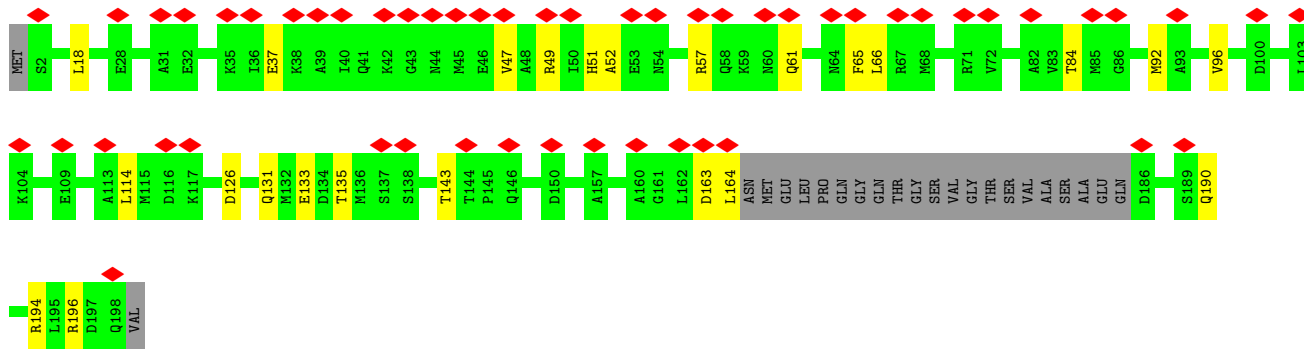 MET S2 L18 E28 A31 E32 K35 I36 E37 K38 A39 I40 Q41 K42 G43 N44 M45 E46 V47 A48 R49 I50 H51 A52 E53 N54 R57 Q58 K59 N60 Q61 N64 F65 L66 R67 M68 R71 V72 A82 V83 T84 M85 G86 M92 A93 V96 D100 L103
K104 E109 A113 L114 M115 D116 K117 D126 Q131 M132 E133 D134 T135 M136 S137 S138 T143 T144 P145 Q146 D150 A157 A160 G161 L162 D163 L164 ASN MET GLU LEU PRO GLN GLY GLN THR GLY SER VAL GLY THR SER VAL ALA SER ALA GLU GLN D186 S189 Q190
R194 L195 R196 D197 Q198 VAL